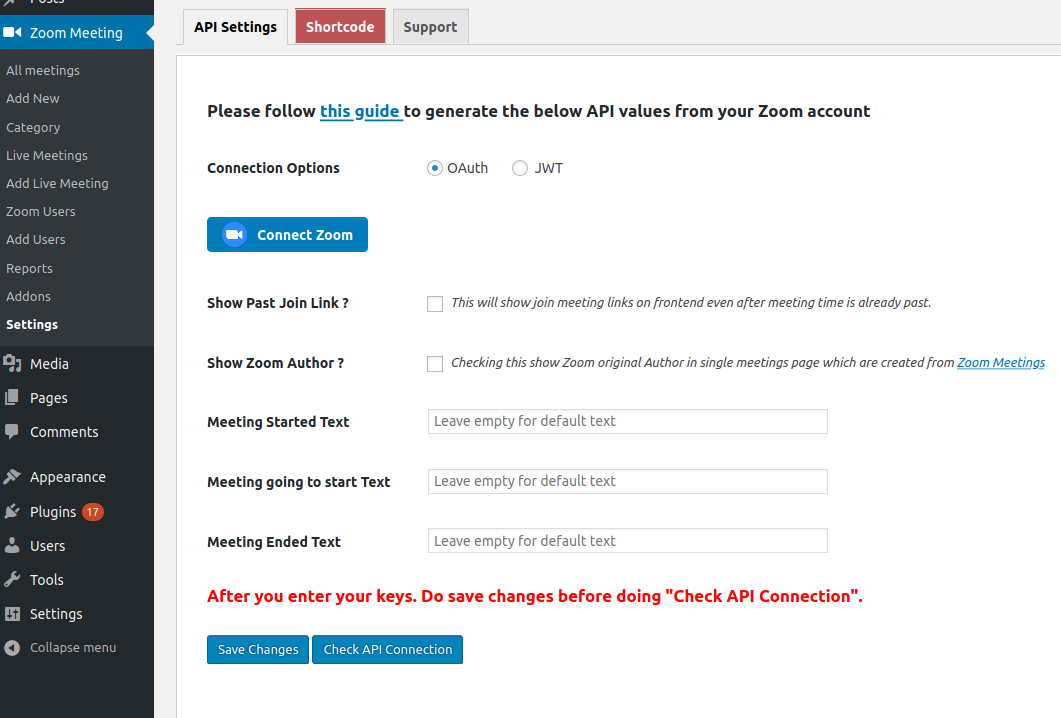 Posts
Zoom Meeting
All meetings
Add New
Category
Live Meetings
Add Live Meeting
Zoom Users
Add Users
Reports
Addons
Settings
Media
Pages
Comments
Appearance
Plugins 17
Users
Tools
Settings
Collapse menu
API Settings Shortcode Support
Please follow this guide to generate the below API values from your Zoom account
Connection Options OAuth JWT
Connect Zoom
Show Past Join Link ? This will show join meeting links on frontend even after meeting time is already past.
Show Zoom Author ? Checking this show Zoom original Author in single meetings page which are created from Zoom Meetings
Meeting Started Text Leave empty for default text
Meeting going to start Text Leave empty for default text
Meeting Ended Text Leave empty for default text
After you enter your keys. Do save changes before doing "Check API Connection".
Save Changes Check API Connection